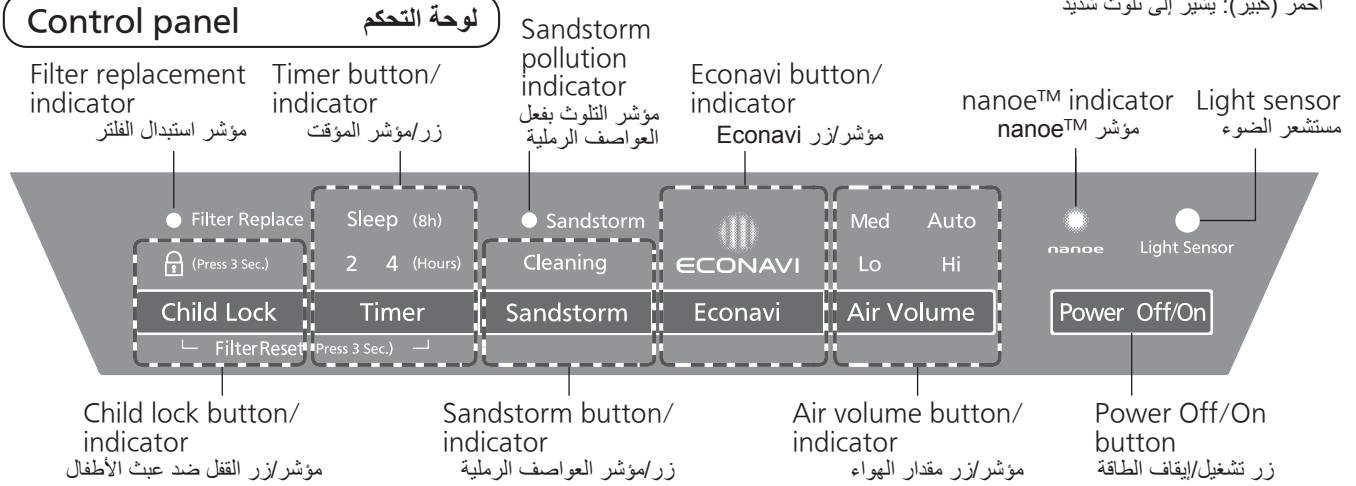 احمر (كبير): يشير إلى تلوث شديد
Control panel
لوحة التحكم
Filter replacement
indicator
مؤشر استبدال الفلتر
Timer button/
indicator
زر/مؤشر المؤقت
Sandstorm
pollution
indicator
مؤشر التلوث بفعل
العواصف الرملية
Econavi button/
indicator
مؤشر/زر Econavi
nanoe™ indicator
مؤشر nanoe™
Light sensor
مستشعر الضوء
Filter Replace
Sleep (8h)
Sandstorm
Med Auto
(Press 3 Sec.)
2 4 (Hours)
Cleaning
ECONAVI
Lo Hi
nanoe
Light Sensor
Child Lock
Timer
Sandstorm
Econavi
Air Volume
Power Off/On
Filter Reset (Press 3 Sec.)
Child lock button/
indicator
مؤشر/زر القفل ضد عبث الأطفال
Sandstorm button/
indicator
زر/مؤشر العواصف الرملية
Air volume button/
indicator
مؤشر/زر مقدار الهواء
Power Off/On
button
زر تشغيل/إيقاف الطاقة